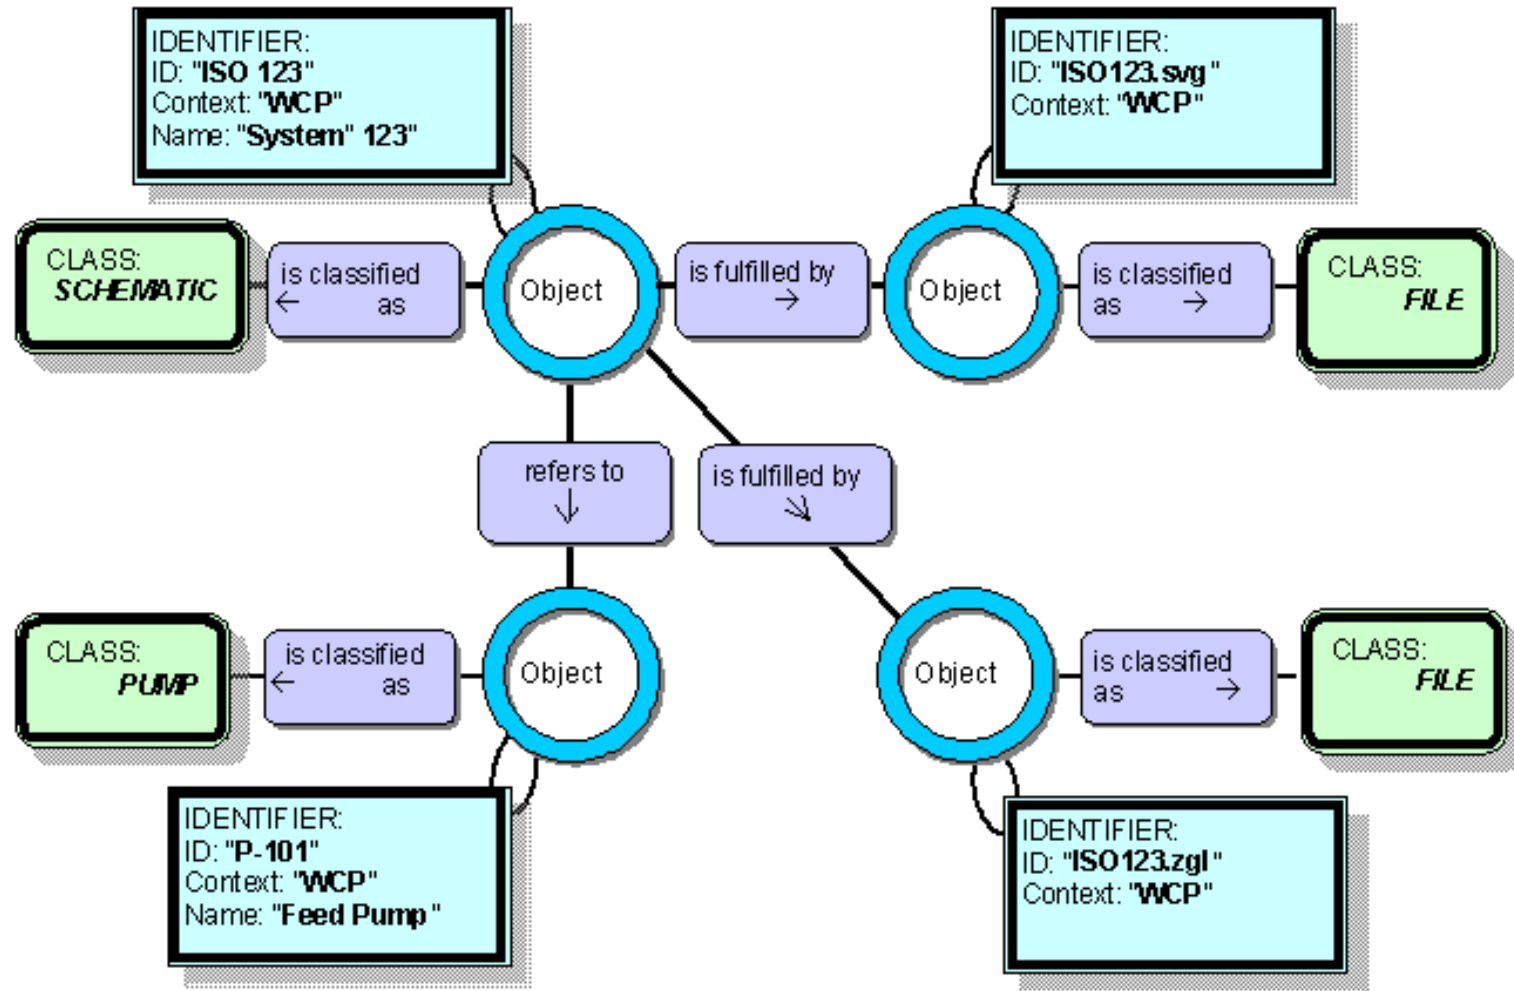 IDENTIFIER:
ID: "ISO 123"
Context: "WCP"
Name: "System" 123"
IDENTIFIER:
ID: "ISO123.svg"
Context: "WCP"
CLASS:
SCHEMATIC
is classified
← as
Object
is fulfilled by
→
Object
is classified
as →
CLASS:
FILE
refers to
↓
is fulfilled by
↘
CLASS:
PUMP
is classified
← as
Object
Object
is classified
as →
CLASS:
FILE
IDENTIFIER:
ID: "P-101"
Context: "WCP"
Name: "Feed Pump"
IDENTIFIER:
ID: "ISO123.zgl"
Context: "WCP"